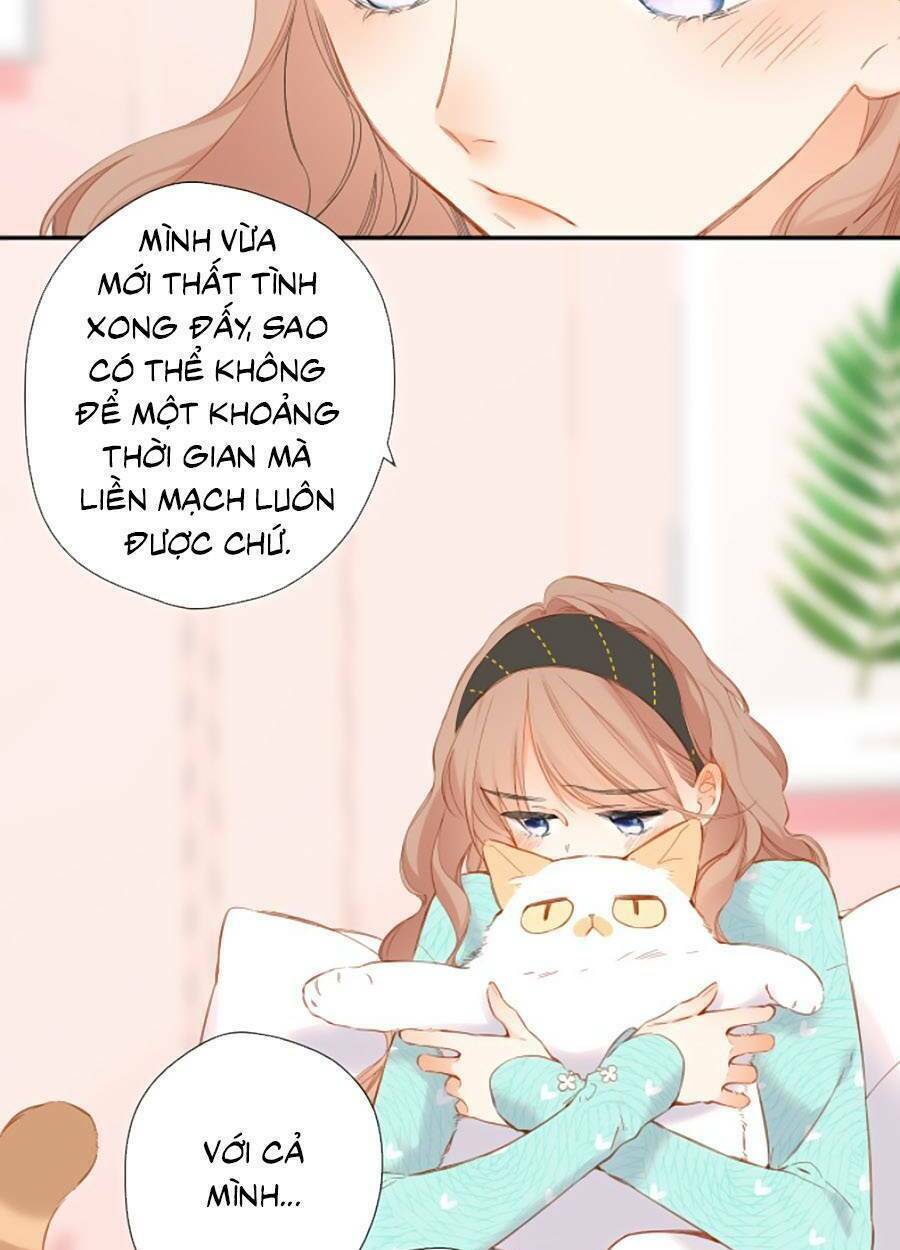 MÌNH VỪA
MỚI THẤT TÌNH
XONG ĐẤY, SAO
CÓ THỂ KHÔNG
ĐỂ MỘT KHOẢNG
THỜI GIAN MÀ
LIỀN MẠCH LUÔN
ĐƯỢC CHỨ.
VỚI CẢ
MÌNH...